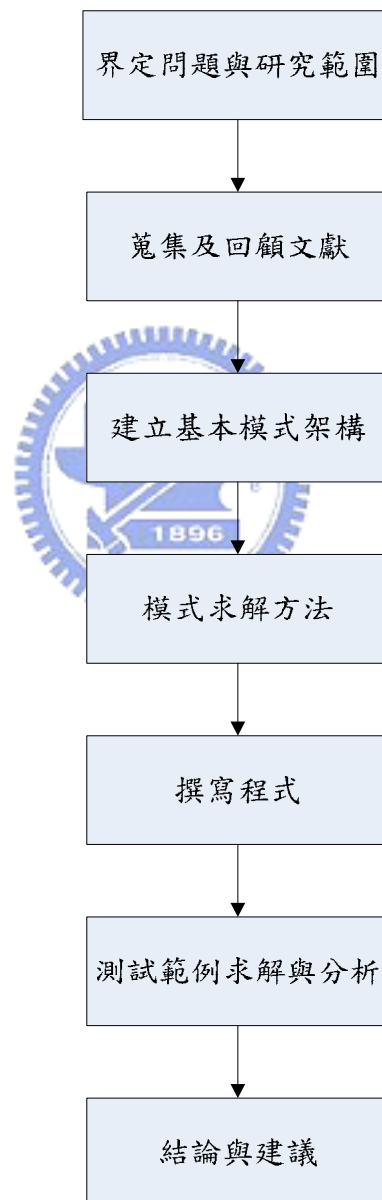 界定問題與研究範圍
蒐集及回顧文獻
建立基本模式架構
1896
模式求解方法
撰寫程式
測試範例求解與分析
結論與建議